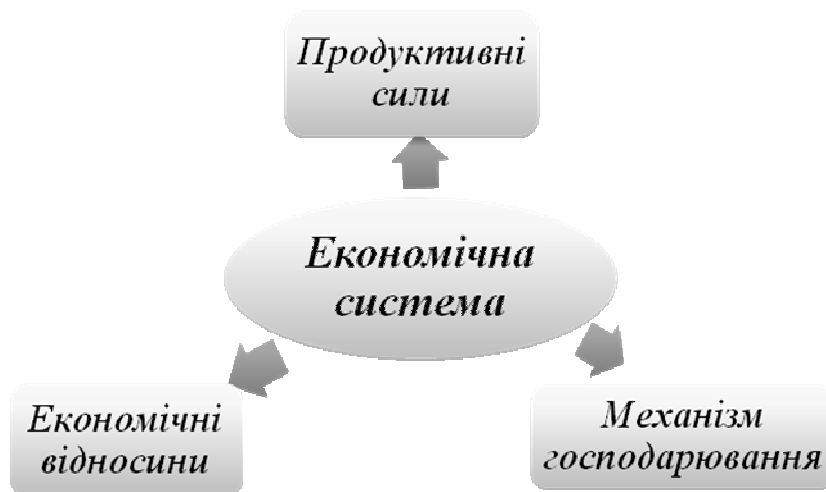 Продуктивні
сили
Економічна
система
Економічні
відносини
Механізм
господарювання